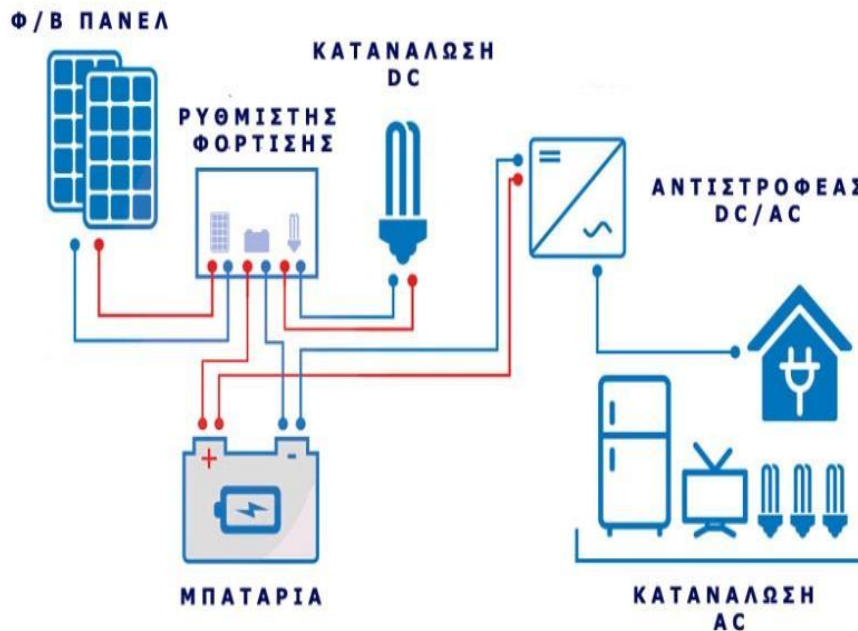 Φ/Β ΠΑΝΕΛ
ΚΑΤΑΝΑΛΩΣΗ
DC
ΡΥΘΜΙΣΤΗΣ
ΦΟΡΤΙΣΗΣ
ΑΝΤΙΣΤΡΟΦΕΑΣ
DC/AC
+
-
ΜΠΑΤΑΡΙΑ
ΚΑΤΑΝΑΛΩΣΗ
AC